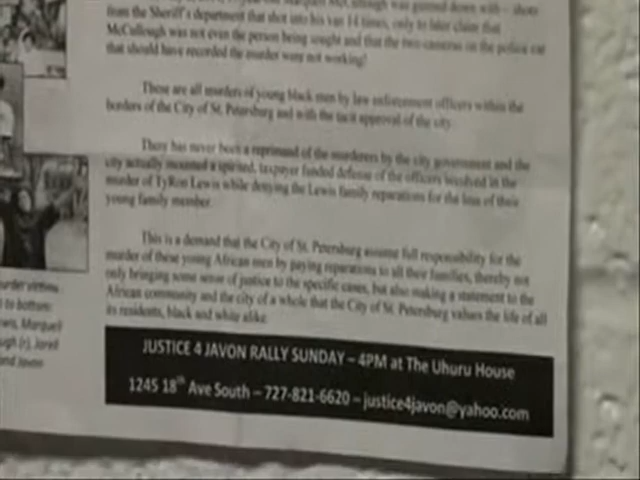 from the Sheriff's department that shot into his van 14 times, only to later claim that
McCullough was not even the person being sought and that the two cameras on the police car
that should have recorded the murder were not working!
These are all murders of young black men by law enforcement officers within the
borders of the City of St. Petersburg and with the tacit approval of the city.
There has never been a reprimand of the murderers by the city government and the
city actually mounted a spirited, taxpayer funded defense of the officers involved in the
murder of TyRon Lewis while denying the Lewis family reparations for the loss of their
young family member.
This is a demand that the City of St. Petersburg assume full responsibility for the
murder of these young African men by paying reparations to all their families, thereby not
only bringing some sense of justice to the specific cases, but also making a statement to the
African community and the city of a whole that the City of St. Petersburg values the life of all
its residents, black and white alike.
murder victims
to bottom:
Marquell
and Javon
JUSTICE 4 JAVON RALLY SUNDAY – 4PM at The Uhuru House
1245 18th Ave South – 727-821-6620 – justice4javon@yahoo.com